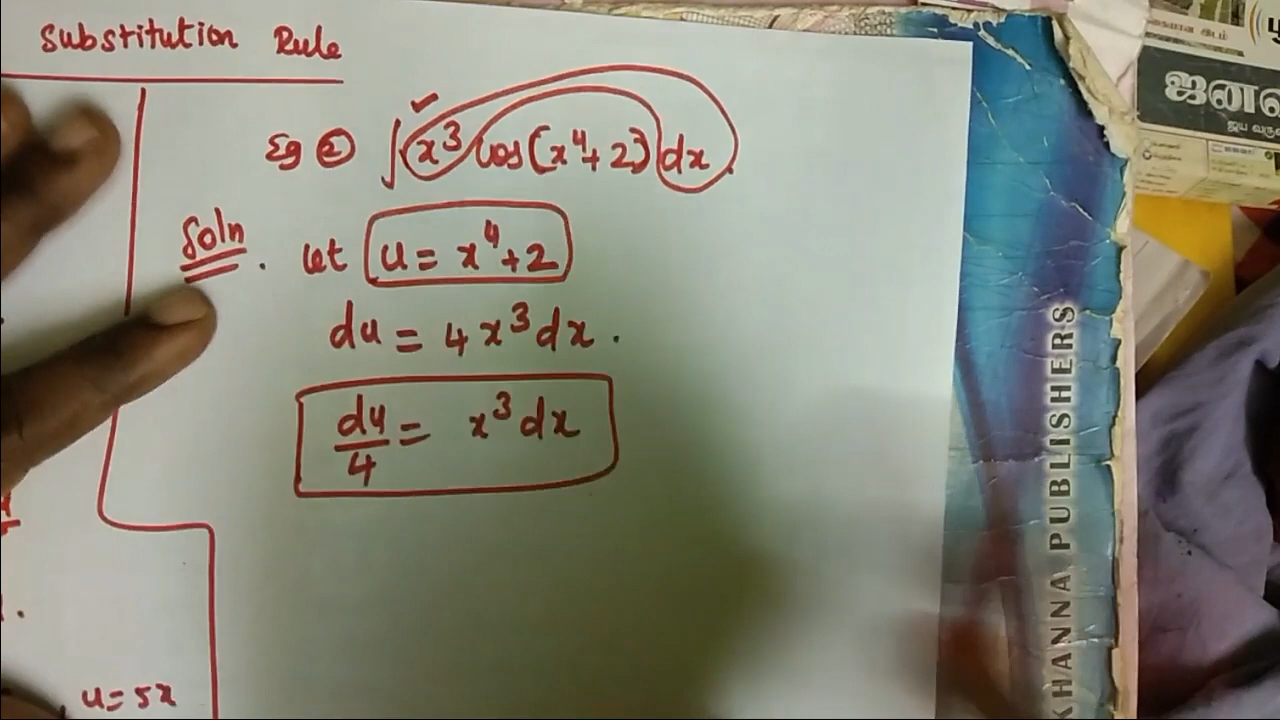 Substitution Rule
Eg ② ∫ x³ cos(x⁴+2) dx.
Soln. let u = x⁴+2
du = 4x³dx.
du/4 = x³dx
u=5x
KHANNA PUBLISHERS